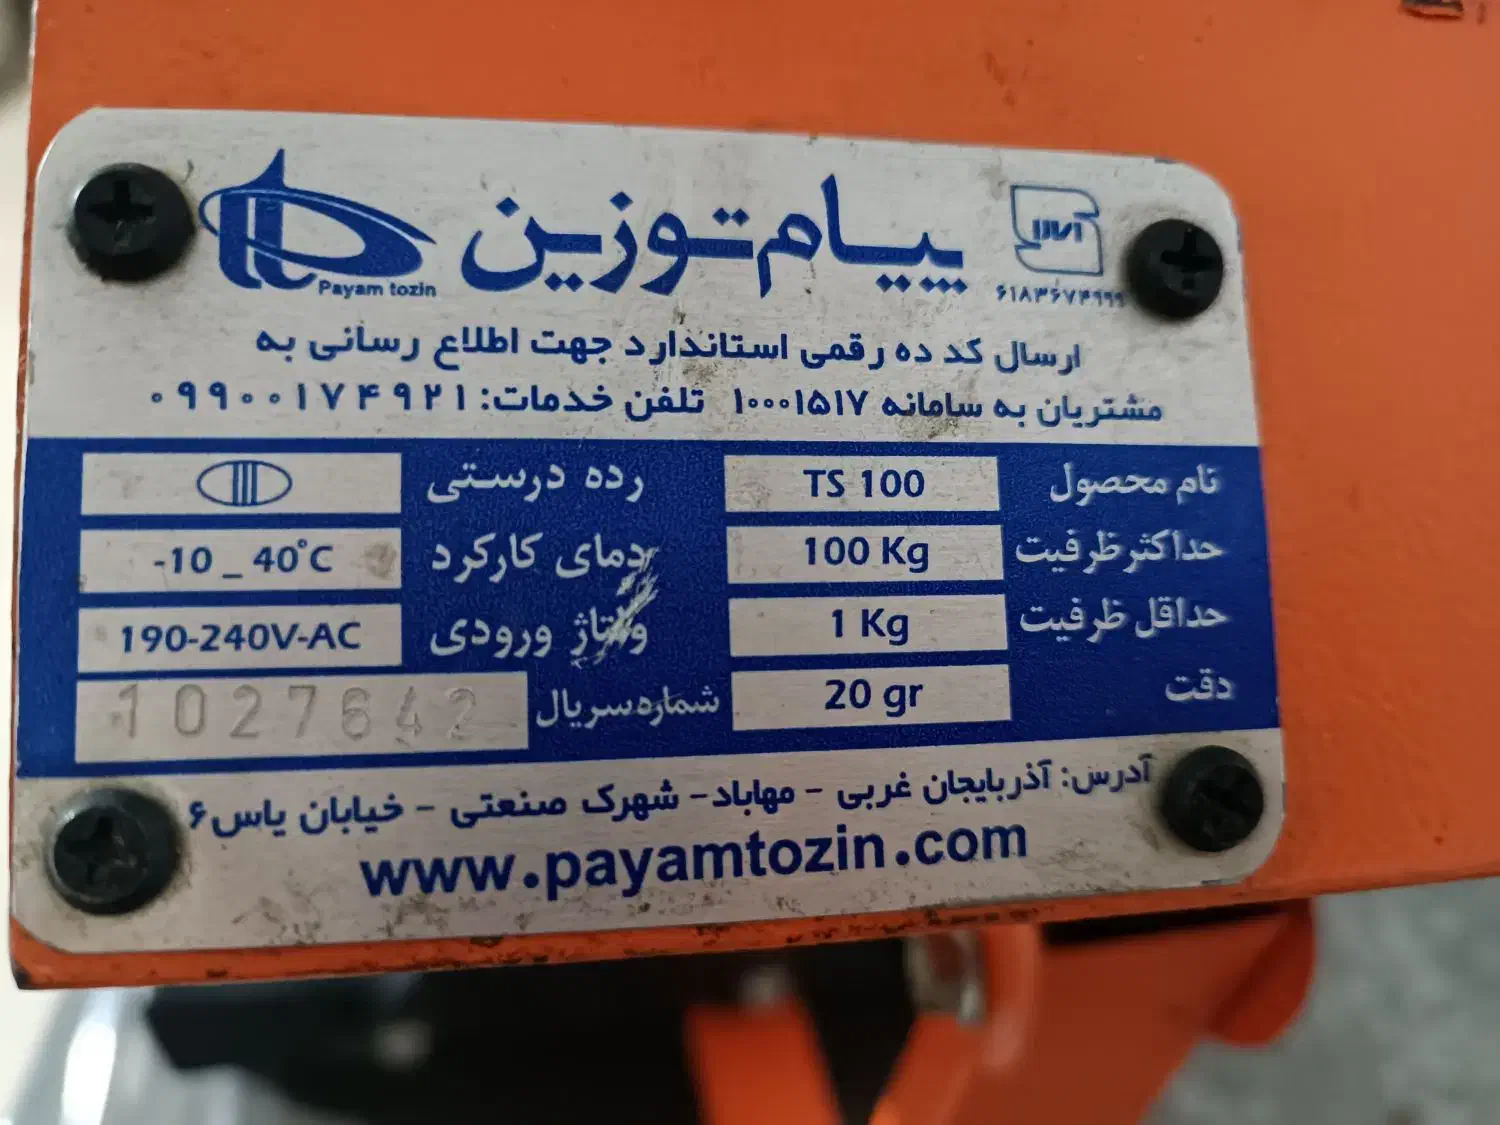 پیام توزین
Payam tozin
۶۱۸۳۶۷۴۹۹۹
ارسال کد ده رقمی استاندارد جهت اطلاع رسانی به
مشتریان به سامانه ۱۰۰۰۱۵۱۷ تلفن خدمات: ۰۹۹۰۰۱۷۴۹۲۱
نام محصول TS 100 رده درستی III
حداکثر ظرفیت 100 Kg دمای کارکرد -10 _ 40°C
حداقل ظرفیت 1 Kg ولتاژ ورودی 190-240V-AC
دقت 20 gr شماره سریال 1027642
آدرس: آذربایجان غربی - مهاباد- شهرک صنعتی - خیابان یاس۶
www.payamtozin.com